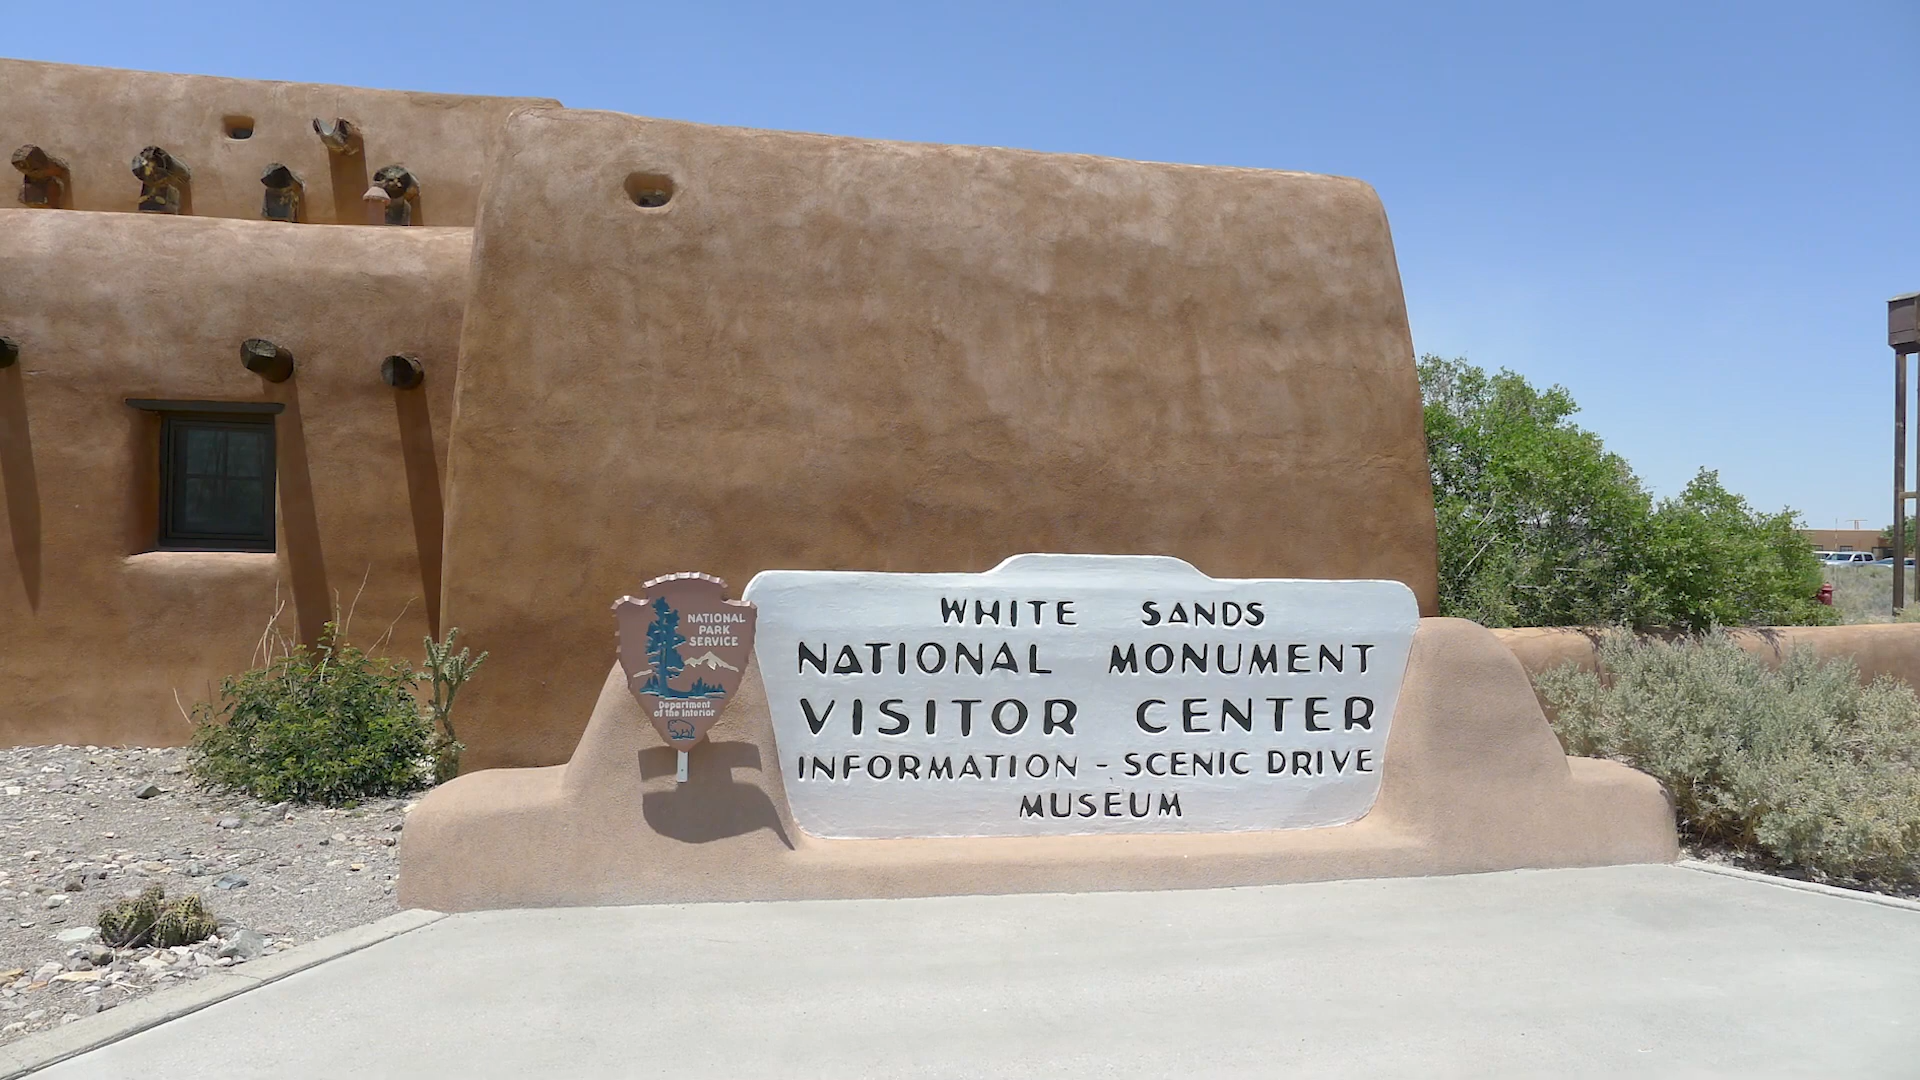 NATIONAL
PARK
SERVICE
Department
of the Interior
WHITE SANDS
NATIONAL MONUMENT
VISITOR CENTER
INFORMATION - SCENIC DRIVE
MUSEUM